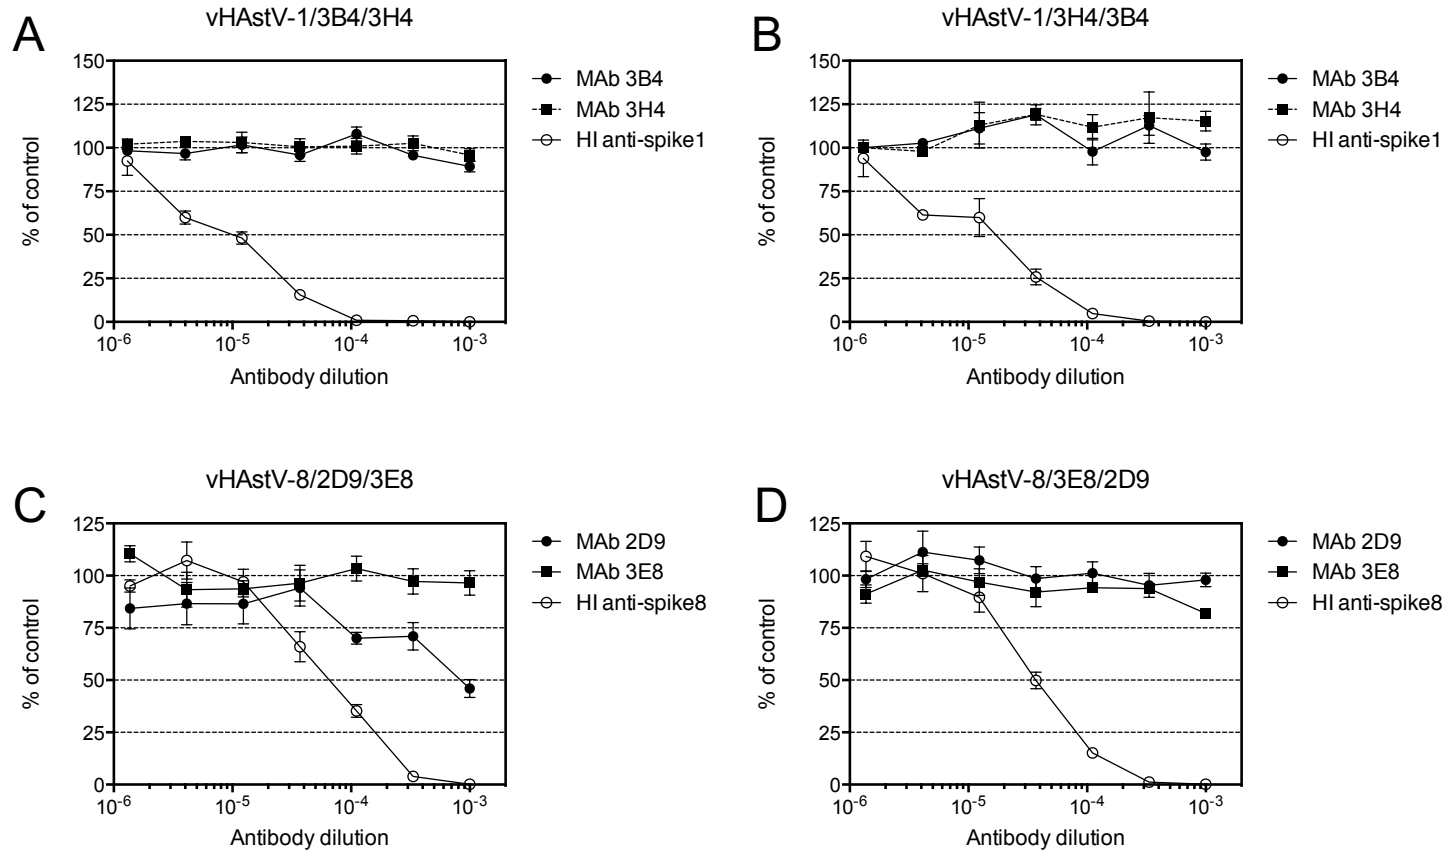 A
vHAstV-1/3B4/3H4
150
125
100
75
50
25
0
% of control
10-6
10-5
10-4
10-3
Antibody dilution
MAb 3B4
MAb 3H4
HI anti-spike1
B
vHAstV-1/3H4/3B4
150
125
100
75
50
25
0
% of control
10-6
10-5
10-4
10-3
Antibody dilution
MAb 3B4
MAb 3H4
HI anti-spike1
C
vHAstV-8/2D9/3E8
125
100
75
50
25
0
% of control
10-6
10-5
10-4
10-3
Antibody dilution
MAb 2D9
MAb 3E8
HI anti-spike8
D
vHAstV-8/3E8/2D9
125
100
75
50
25
0
% of control
10-6
10-5
10-4
10-3
Antibody dilution
MAb 2D9
MAb 3E8
HI anti-spike8